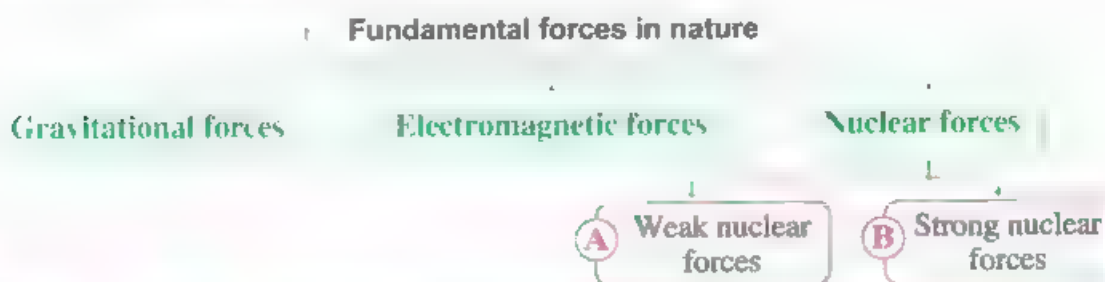 Fundamental forces in nature
Gravitational forces
Electromagnetic forces
Nuclear forces
A
Weak nuclear
forces
B
Strong nuclear
forces